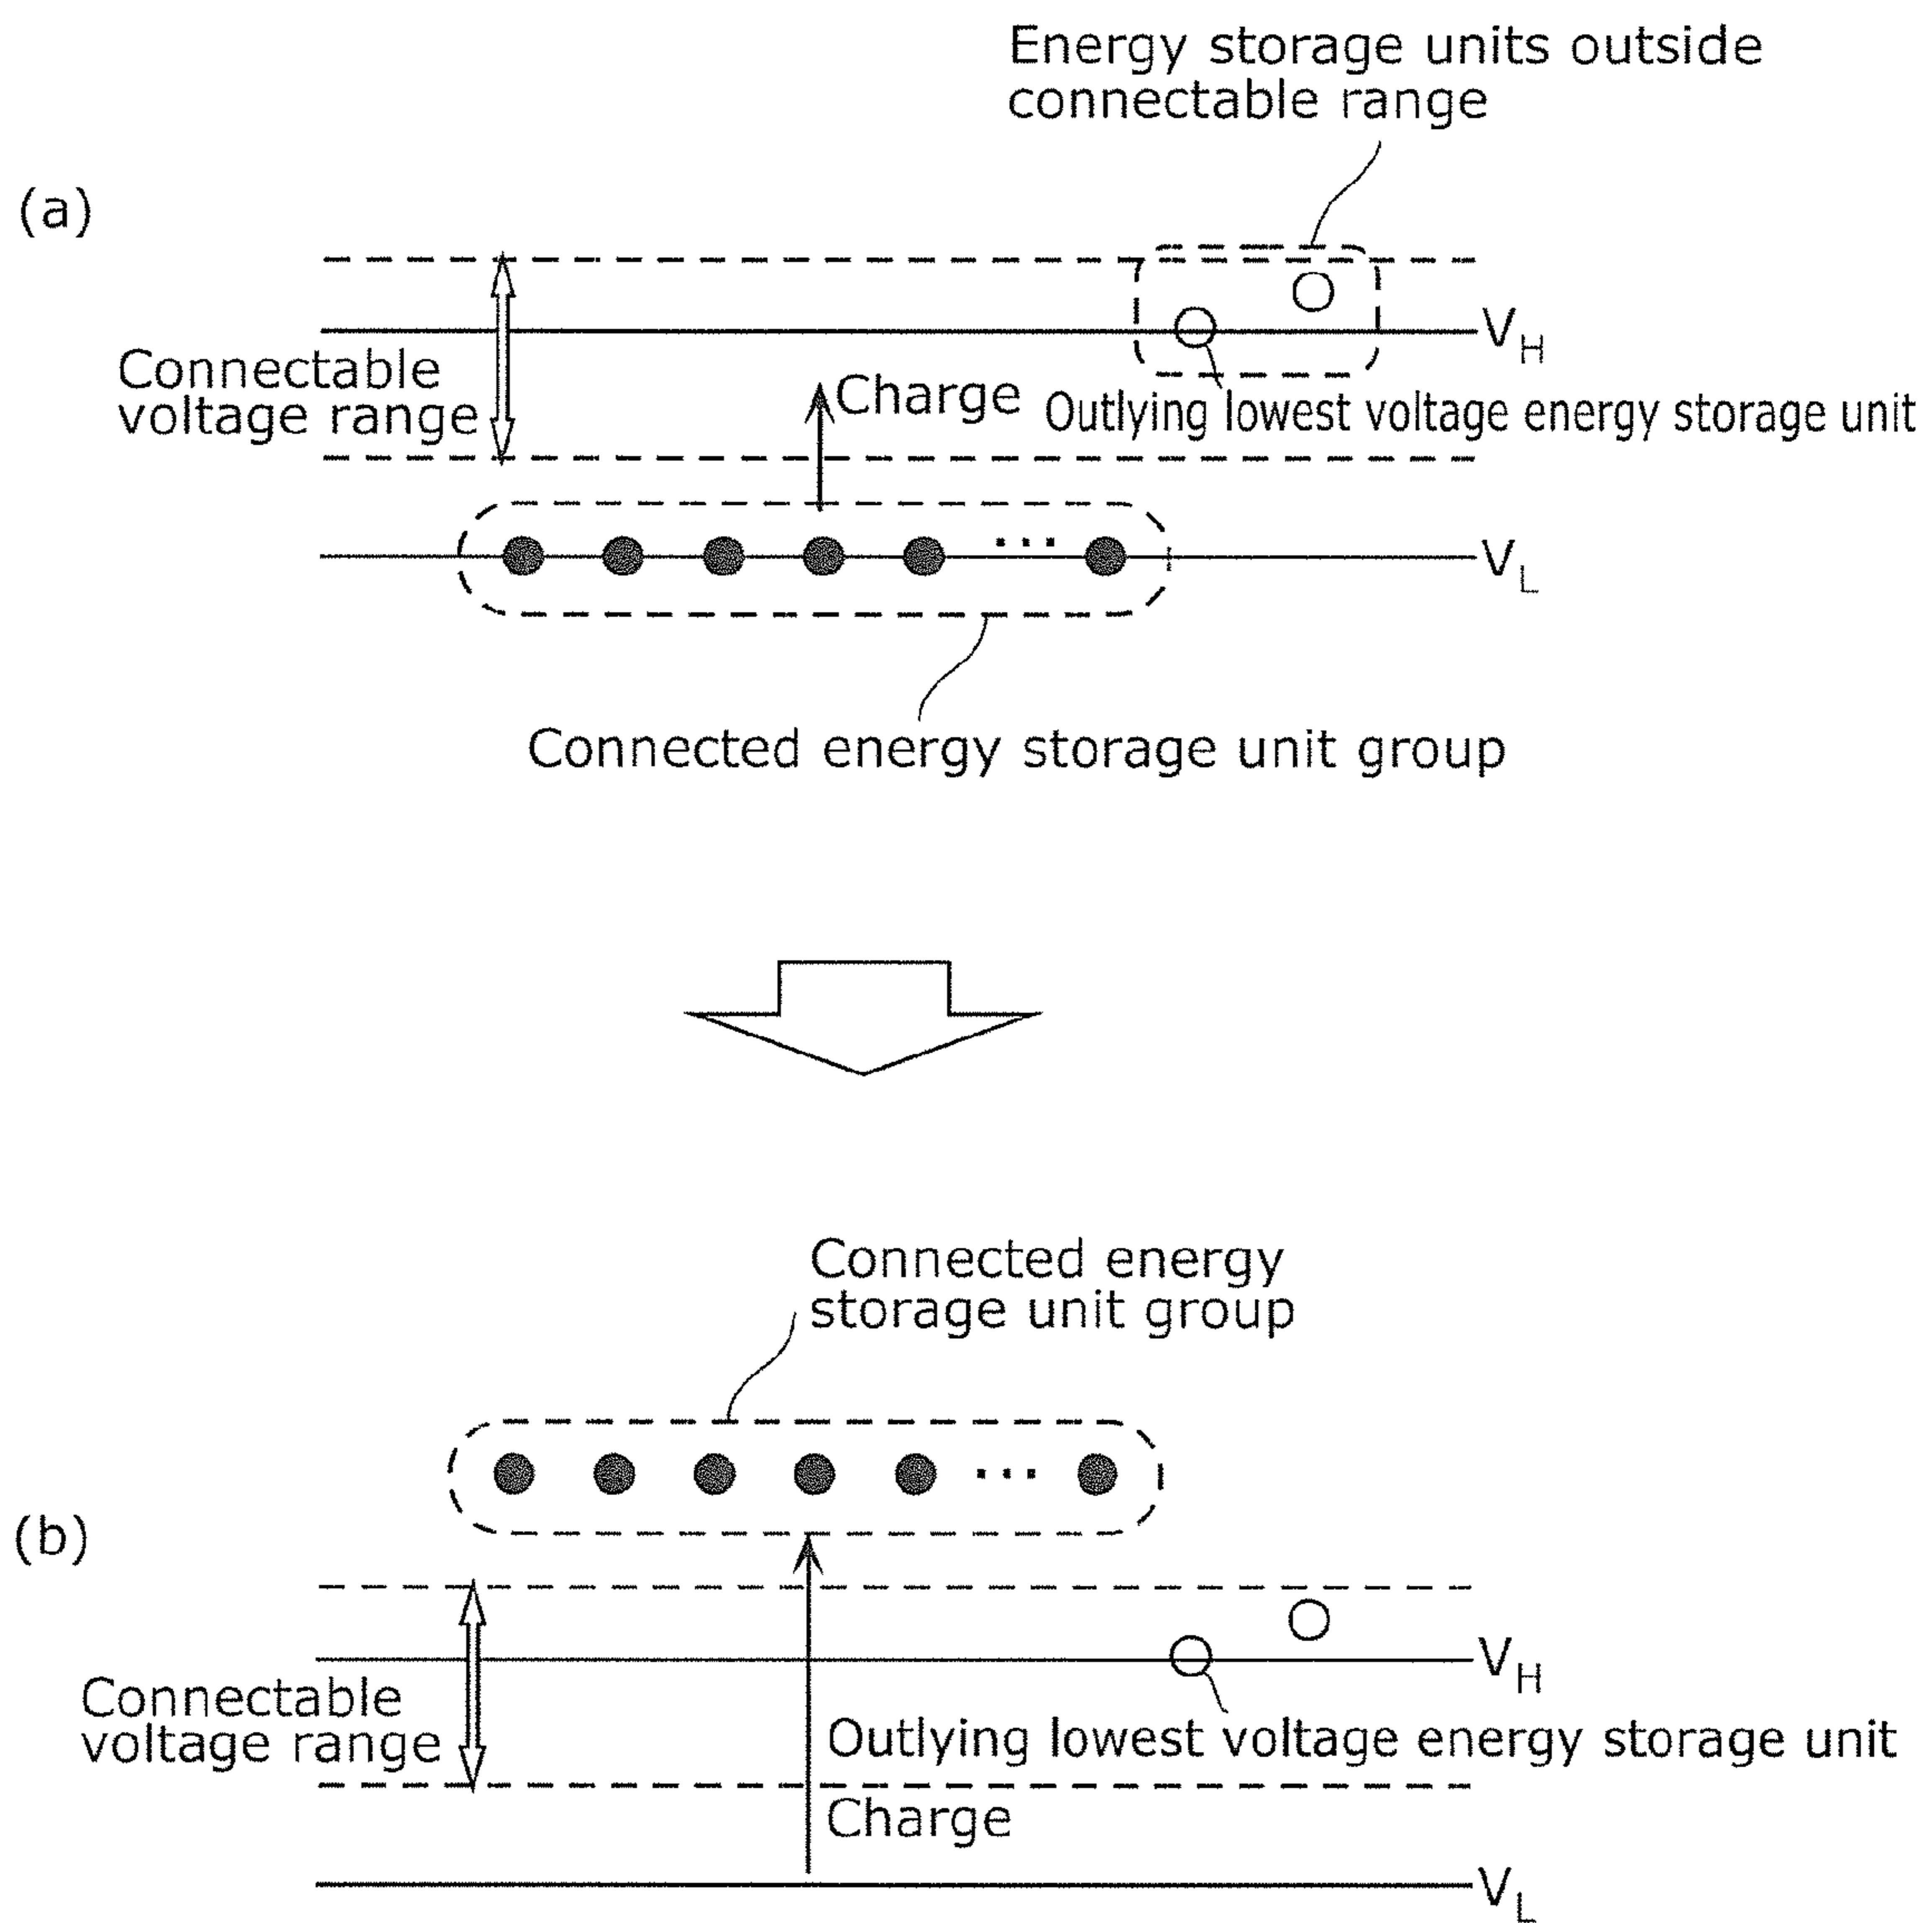 Energy storage units outside
connectable range
(a)
V_H
Connectable
voltage range
Charge
Outlying lowest voltage energy storage unit
...
V_L
Connected energy storage unit group
Connected energy
storage unit group
...
(b)
V_H
Connectable
voltage range
Outlying lowest voltage energy storage unit
Charge
V_L